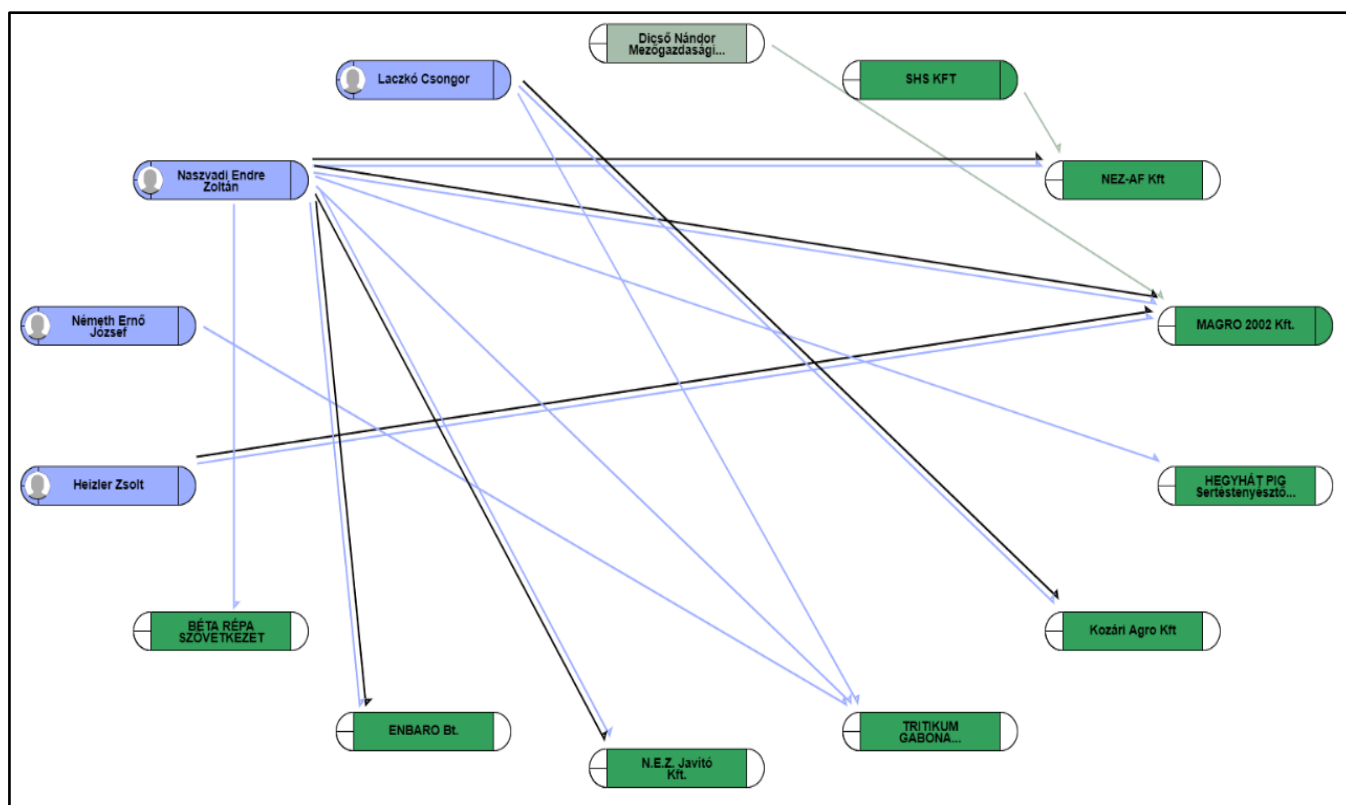 Dicső Nándor
Mezőgazdasági...
Laczkó Csongor
SHS KFT
Naszvadi Endre
Zoltán
NEZ-AF Kft
Németh Ernő
József
MAGRO 2002 Kft.
Heizler Zsolt
HEGYHÁT PIG
Sertéstenyésztő...
BÉTA RÉPA
SZÖVETKEZET
Kozári Agro Kft
ENBARO Bt.
N.E.Z. Javító
Kft.
TRITIKUM
GABONA...